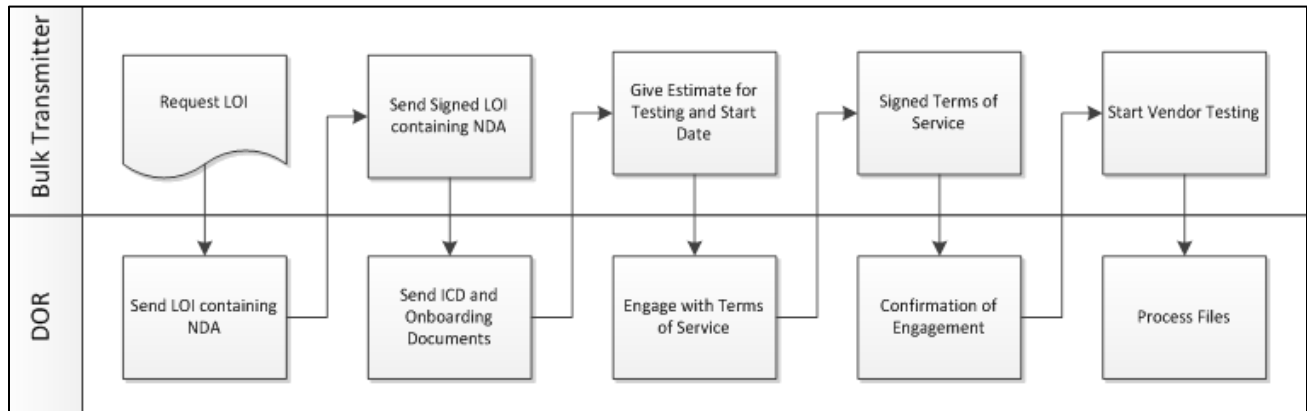 Bulk Transmitter
Request LOI
Send Signed LOI
containing NDA
Give Estimate for
Testing and Start
Date
Signed Terms of
Service
Start Vendor Testing
DOR
Send LOI containing
NDA
Send ICD and
Onboarding
Documents
Engage with Terms
of Service
Confirmation of
Engagement
Process Files